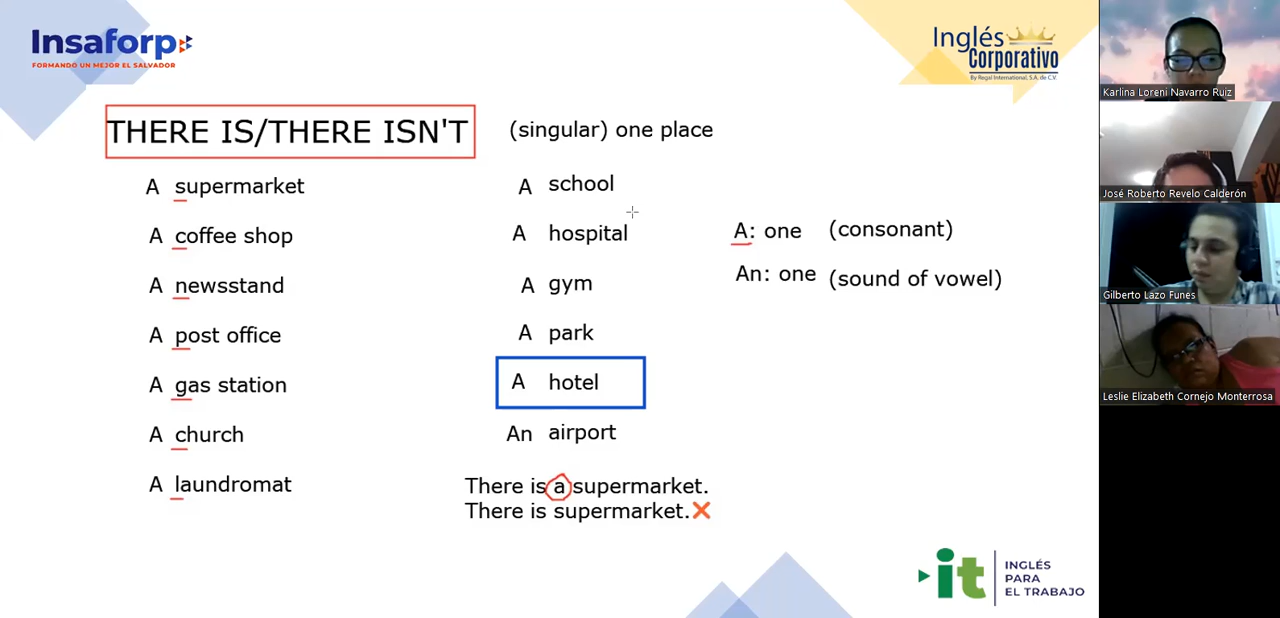 Insaforp
FORMANDO UN MEJOR EL SALVADOR
Inglés
Corporativo
By Regal International, S.A. de C.V.
THERE IS/THERE ISN'T
(singular) one place
A supermarket
A coffee shop
A newsstand
A post office
A gas station
A church
A laundromat
A school
A hospital
A gym
A park
A hotel
An airport
A: one (consonant)
An: one (sound of vowel)
There is a supermarket.
There is supermarket.
it
INGLÉS
PARA
EL TRABAJO
Karlina Loreni Navarro Ruiz
José Roberto Revelo Calderón
Gilberto Lazo Funes
Leslie Elizabeth Cornejo Monterrosa